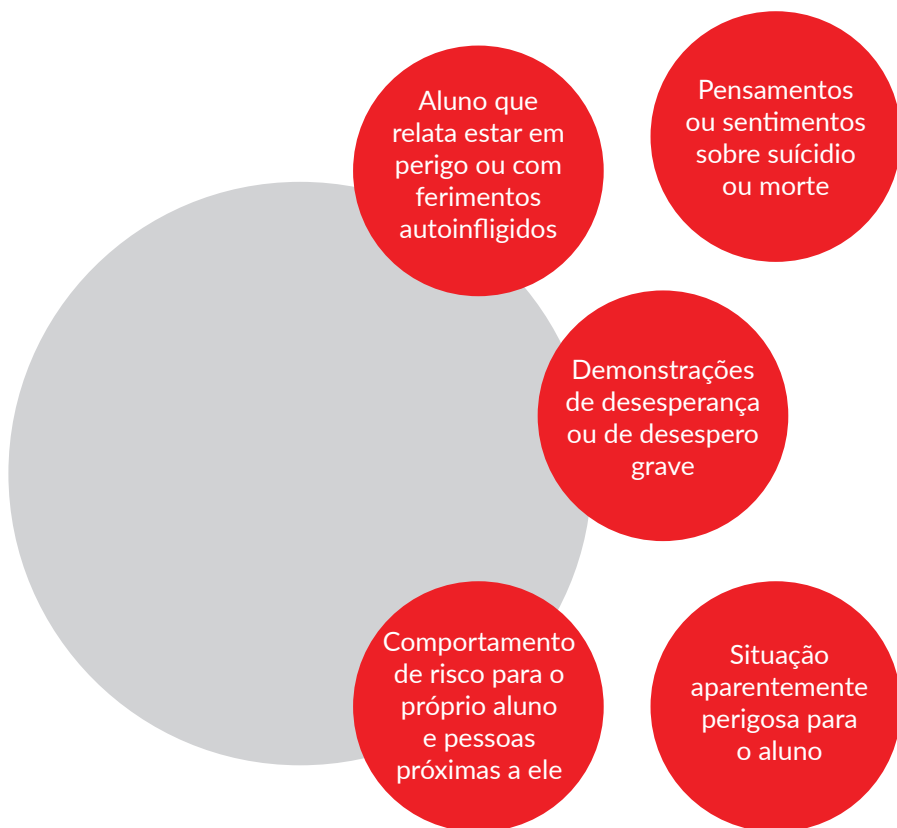 Aluno que
relata estar em
perigo ou com
ferimentos
autoinfligidos
Pensamentos
ou sentimentos
sobre suícidio
ou morte
Demonstrações
de desesperança
ou de desespero
grave
Comportamento
de risco para o
próprio aluno
e pessoas
próximas a ele
Situação
aparentemente
perigosa para
o aluno